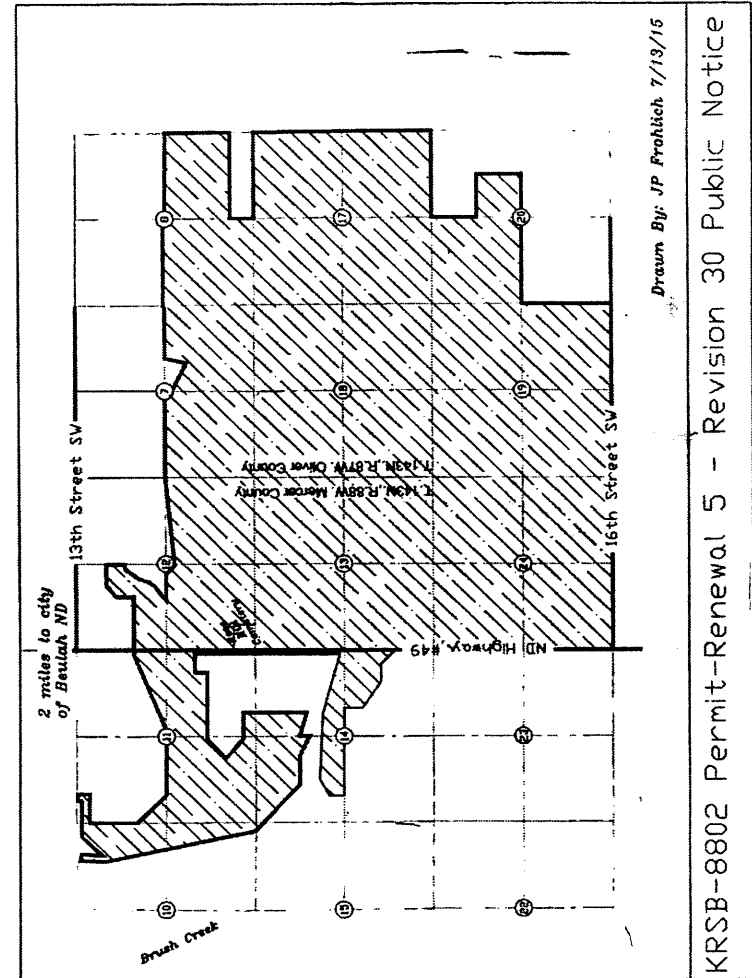 KRSB-8802 Permit-Renewal 5 - Revision 30 Public Notice
Drawn By: JP Frohlich 7/13/15
2 miles to city
of Beulah ND
13th Street SW
Brush Creek
10
11
12
7
8
15
14
13
18
17
22
23
24
19
20
T.143N., R.88W. Mercer County
T.143N., R.87W. Oliver County
ND Highway #49
16th Street SW